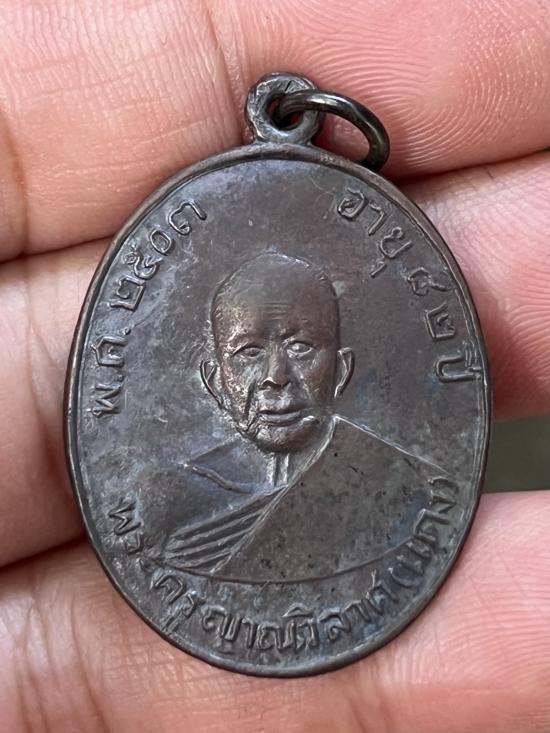 พ.ศ. ๒๕๐๓
อายุ ๘๒ ปี
พระครูญาณวิลาศ(แดง)